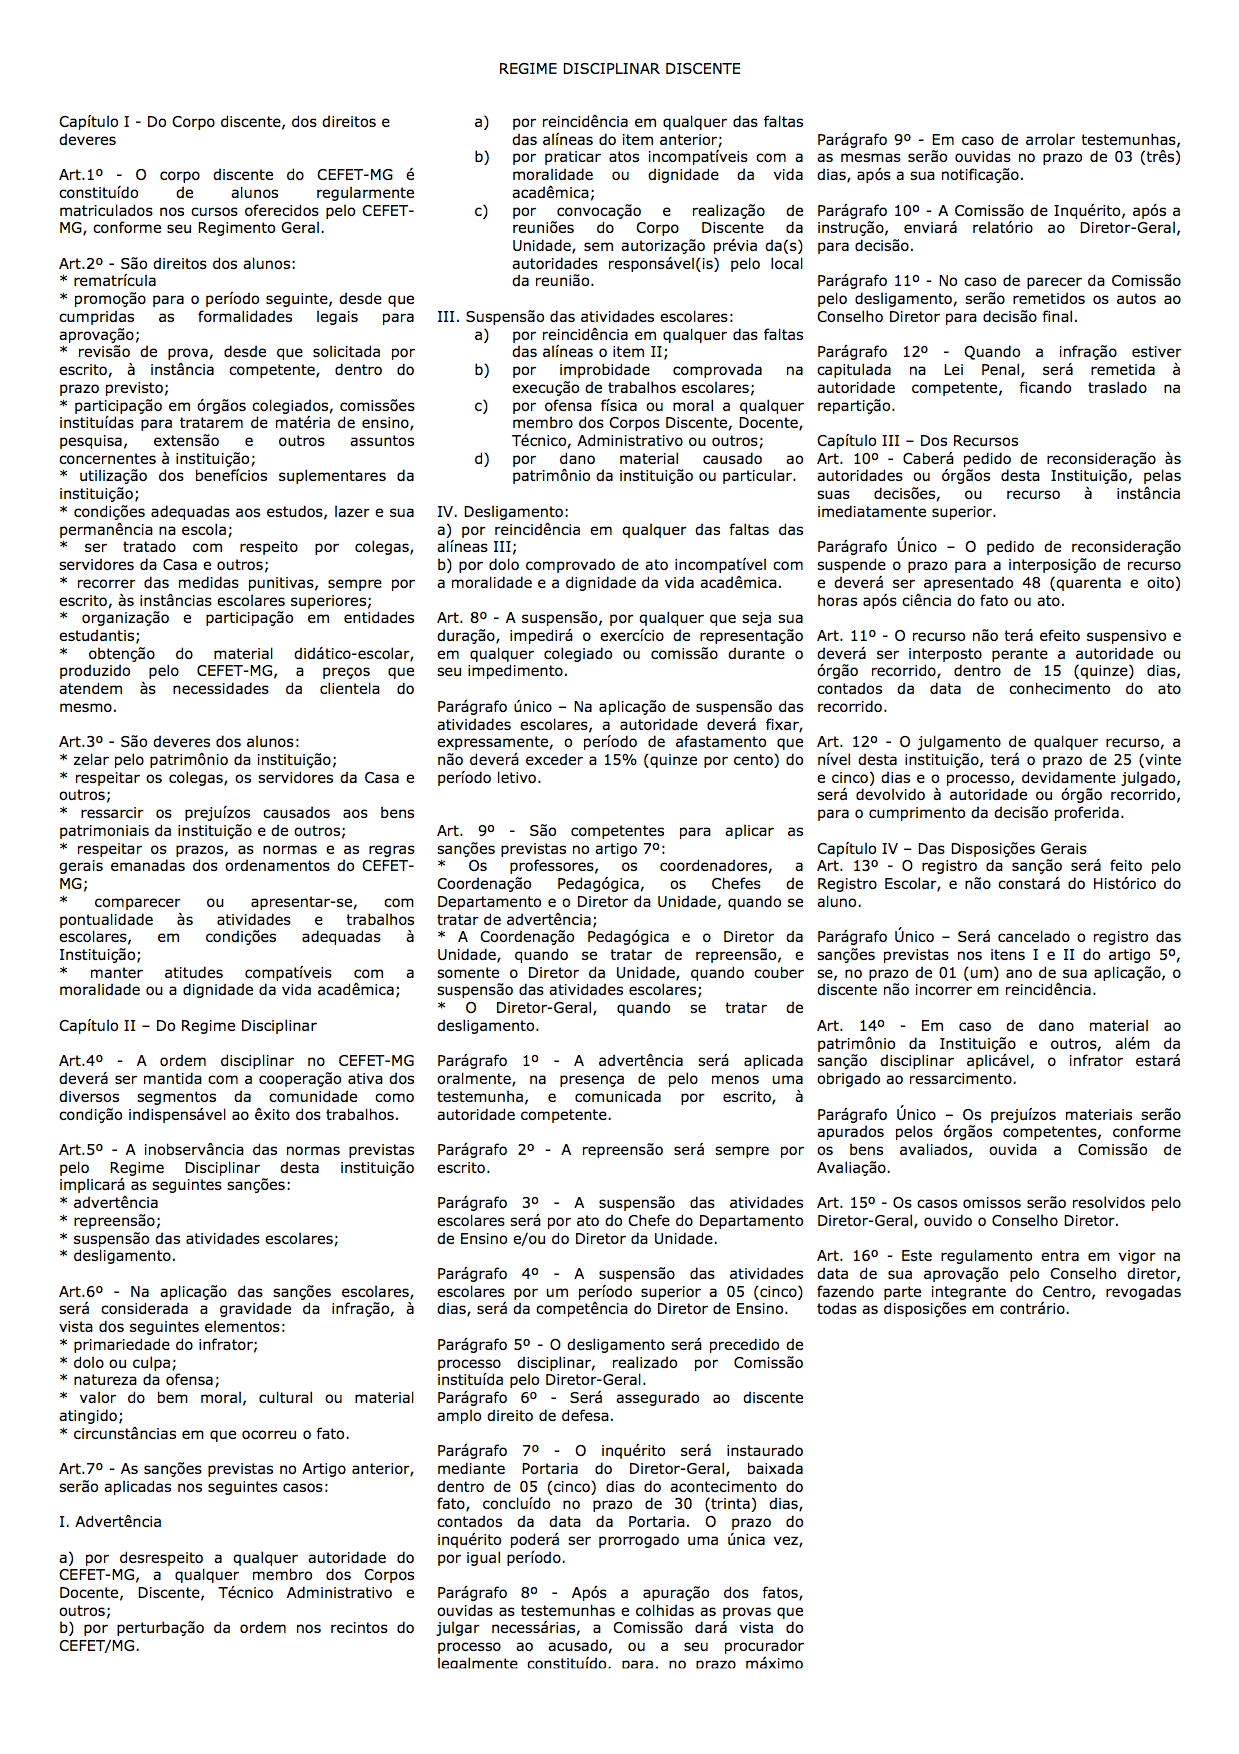 REGIME DISCIPLINAR DISCENTE
Capítulo I - Do Corpo discente, dos direitos e
deveres
Art.1º - O corpo discente do CEFET-MG é
constituído de alunos regularmente
matriculados nos cursos oferecidos pelo CEFET-
MG, conforme seu Regimento Geral.
Art.2º - São direitos dos alunos:
* rematrícula
* promoção para o período seguinte, desde que
cumpridas as formalidades legais para
aprovação;
* revisão de prova, desde que solicitada por
escrito, à instância competente, dentro do
prazo previsto;
* participação em órgãos colegiados, comissões
instituídas para tratarem de matéria de ensino,
pesquisa, extensão e outros assuntos
concernentes à instituição;
* utilização dos benefícios suplementares da
instituição;
* condições adequadas aos estudos, lazer e sua
permanência na escola;
* ser tratado com respeito por colegas,
servidores da Casa e outros;
* recorrer das medidas punitivas, sempre por
escrito, às instâncias escolares superiores;
* organização e participação em entidades
estudantis;
* obtenção do material didático-escolar,
produzido pelo CEFET-MG, a preços que
atendem às necessidades da clientela do
mesmo.
Art.3º - São deveres dos alunos:
* zelar pelo patrimônio da instituição;
* respeitar os colegas, os servidores da Casa e
outros;
* ressarcir os prejuízos causados aos bens
patrimoniais da instituição e de outros;
* respeitar os prazos, as normas e as regras
gerais emanadas dos ordenamentos do CEFET-
MG;
* comparecer ou apresentar-se, com
pontualidade às atividades e trabalhos
escolares, em condições adequadas à
Instituição;
* manter atitudes compatíveis com a
moralidade ou a dignidade da vida acadêmica;
Capítulo II – Do Regime Disciplinar
Art.4º - A ordem disciplinar no CEFET-MG
deverá ser mantida com a cooperação ativa dos
diversos segmentos da comunidade como
condição indispensável ao êxito dos trabalhos.
Art.5º - A inobservância das normas previstas
pelo Regime Disciplinar desta instituição
implicará as seguintes sanções:
* advertência
* repreensão;
* suspensão das atividades escolares;
* desligamento.
Art.6º - Na aplicação das sanções escolares,
será considerada a gravidade da infração, à
vista dos seguintes elementos:
* primariedade do infrator;
* dolo ou culpa;
* natureza da ofensa;
* valor do bem moral, cultural ou material
atingido;
* circunstâncias em que ocorreu o fato.
Art.7º - As sanções previstas no Artigo anterior,
serão aplicadas nos seguintes casos:
I. Advertência
a) por desrespeito a qualquer autoridade do
CEFET-MG, a qualquer membro dos Corpos
Docente, Discente, Técnico Administrativo e
outros;
b) por perturbação da ordem nos recintos do
CEFET/MG.
a) por reincidência em qualquer das faltas
das alíneas do item anterior;
b) por praticar atos incompatíveis com a
moralidade ou dignidade da vida
acadêmica;
c) por convocação e realização de
reuniões do Corpo Discente da
Unidade, sem autorização prévia da(s)
autoridades responsável(is) pelo local
da reunião.
III. Suspensão das atividades escolares:
a) por reincidência em qualquer das faltas
das alíneas o item II;
b) por improbidade comprovada na
execução de trabalhos escolares;
c) por ofensa física ou moral a qualquer
membro dos Corpos Discente, Docente,
Técnico, Administrativo ou outros;
d) por dano material causado ao
patrimônio da instituição ou particular.
IV. Desligamento:
a) por reincidência em qualquer das faltas das
alíneas III;
b) por dolo comprovado de ato incompatível com
a moralidade e a dignidade da vida acadêmica.
Art. 8º - A suspensão, por qualquer que seja sua
duração, impedirá o exercício de representação
em qualquer colegiado ou comissão durante o
seu impedimento.
Parágrafo único – Na aplicação de suspensão das
atividades escolares, a autoridade deverá fixar,
expressamente, o período de afastamento que
não deverá exceder a 15% (quinze por cento) do
período letivo.
Art. 9º - São competentes para aplicar as
sanções previstas no artigo 7º:
* Os professores, os coordenadores, a
Coordenação Pedagógica, os Chefes de
Departamento e o Diretor da Unidade, quando se
tratar de advertência;
* A Coordenação Pedagógica e o Diretor da
Unidade, quando se tratar de repreensão, e
somente o Diretor da Unidade, quando couber
suspensão das atividades escolares;
* O Diretor-Geral, quando se tratar de
desligamento.
Parágrafo 1º - A advertência será aplicada
oralmente, na presença de pelo menos uma
testemunha, e comunicada por escrito, à
autoridade competente.
Parágrafo 2º - A repreensão será sempre por
escrito.
Parágrafo 3º - A suspensão das atividades
escolares será por ato do Chefe do Departamento
de Ensino e/ou do Diretor da Unidade.
Parágrafo 4º - A suspensão das atividades
escolares por um período superior a 05 (cinco)
dias, será da competência do Diretor de Ensino.
Parágrafo 5º - O desligamento será precedido de
processo disciplinar, realizado por Comissão
instituída pelo Diretor-Geral.
Parágrafo 6º - Será assegurado ao discente
amplo direito de defesa.
Parágrafo 7º - O inquérito será instaurado
mediante Portaria do Diretor-Geral, baixada
dentro de 05 (cinco) dias do acontecimento do
fato, concluído no prazo de 30 (trinta) dias,
contados da data da Portaria. O prazo do
inquérito poderá ser prorrogado uma única vez,
por igual período.
Parágrafo 8º - Após a apuração dos fatos,
ouvidas as testemunhas e colhidas as provas que
julgar necessárias, a Comissão dará vista do
processo ao acusado, ou a seu procurador
legalmente constituído, para, no prazo máximo
Parágrafo 9º - Em caso de arrolar testemunhas,
as mesmas serão ouvidas no prazo de 03 (três)
dias, após a sua notificação.
Parágrafo 10º - A Comissão de Inquérito, após a
instrução, enviará relatório ao Diretor-Geral,
para decisão.
Parágrafo 11º - No caso de parecer da Comissão
pelo desligamento, serão remetidos os autos ao
Conselho Diretor para decisão final.
Parágrafo 12º - Quando a infração estiver
capitulada na Lei Penal, será remetida à
autoridade competente, ficando traslado na
repartição.
Capítulo III – Dos Recursos
Art. 10º - Caberá pedido de reconsideração às
autoridades ou órgãos desta Instituição, pelas
suas decisões, ou recurso à instância
imediatamente superior.
Parágrafo Único – O pedido de reconsideração
suspende o prazo para a interposição de recurso
e deverá ser apresentado 48 (quarenta e oito)
horas após ciência do fato ou ato.
Art. 11º - O recurso não terá efeito suspensivo e
deverá ser interposto perante a autoridade ou
órgão recorrido, dentro de 15 (quinze) dias,
contados da data de conhecimento do ato
recorrido.
Art. 12º - O julgamento de qualquer recurso, a
nível desta instituição, terá o prazo de 25 (vinte
e cinco) dias e o processo, devidamente julgado,
será devolvido à autoridade ou órgão recorrido,
para o cumprimento da decisão proferida.
Capítulo IV – Das Disposições Gerais
Art. 13º - O registro da sanção será feito pelo
Registro Escolar, e não constará do Histórico do
aluno.
Parágrafo Único – Será cancelado o registro das
sanções previstas nos itens I e II do artigo 5º,
se, no prazo de 01 (um) ano de sua aplicação, o
discente não incorrer em reincidência.
Art. 14º - Em caso de dano material ao
patrimônio da Instituição e outros, além da
sanção disciplinar aplicável, o infrator estará
obrigado ao ressarcimento.
Parágrafo Único – Os prejuízos materiais serão
apurados pelos órgãos competentes, conforme
os bens avaliados, ouvida a Comissão de
Avaliação.
Art. 15º - Os casos omissos serão resolvidos pelo
Diretor-Geral, ouvido o Conselho Diretor.
Art. 16º - Este regulamento entra em vigor na
data de sua aprovação pelo Conselho diretor,
fazendo parte integrante do Centro, revogadas
todas as disposições em contrário.